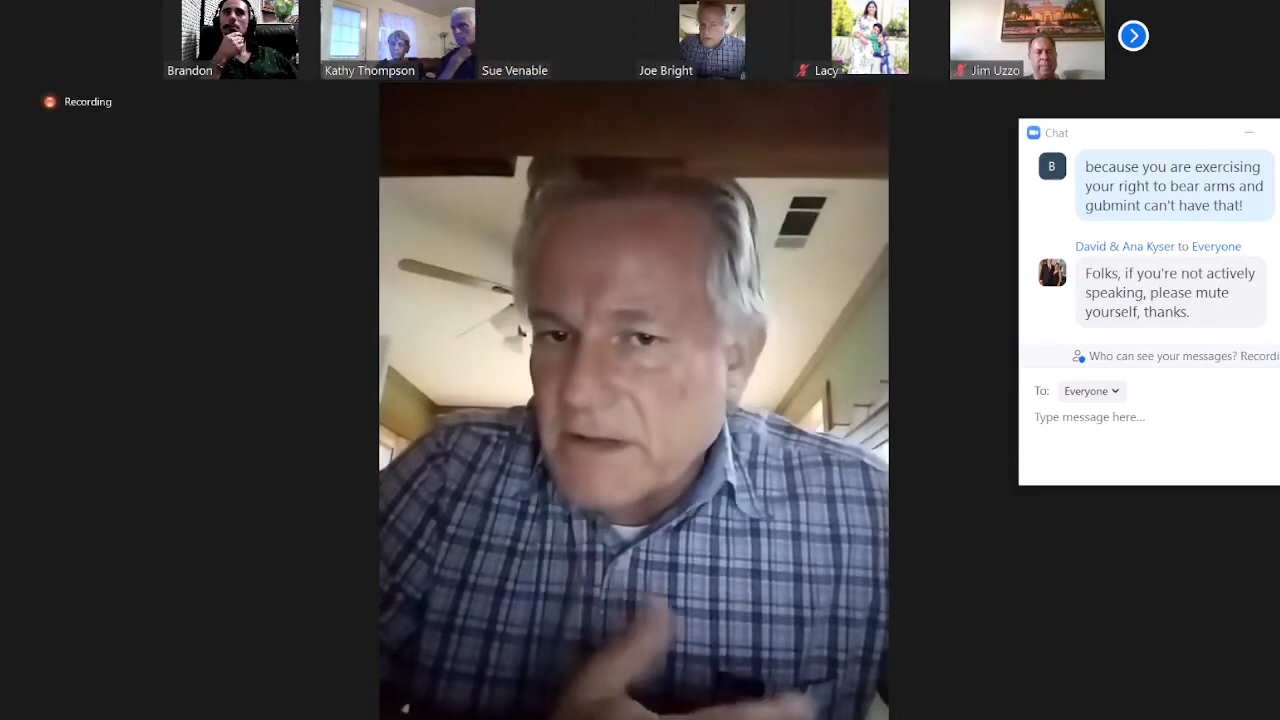 Brandon
Kathy Thompson
Sue Venable
Joe Bright
Lacy
Jim Uzzo
Recording
Chat
B
because you are exercising
your right to bear arms and
gubmint can't have that!
David & Ana Kyser to Everyone
Folks, if you're not actively
speaking, please mute
yourself, thanks.
Who can see your messages? Recordi
To: Everyone
Type message here...